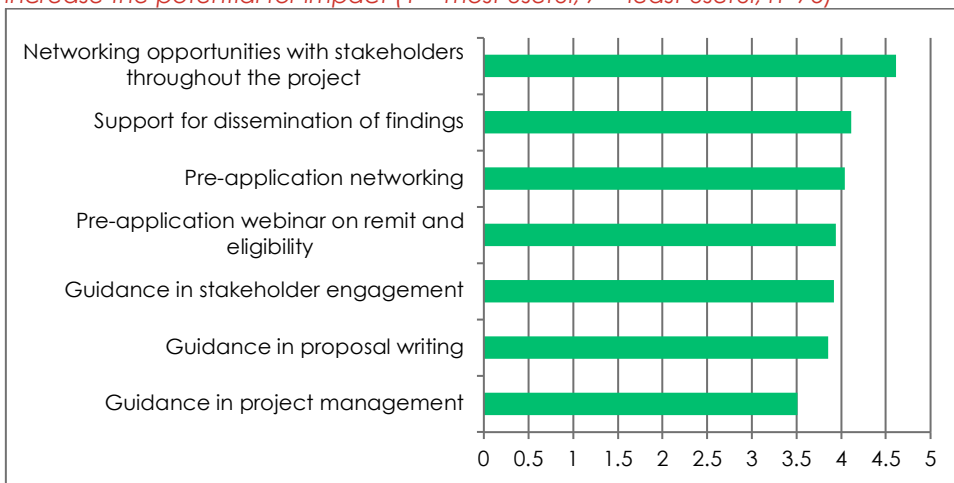 Networking opportunities with stakeholders
throughout the project
Support for dissemination of findings
Pre-application networking
Pre-application webinar on remit and
eligibility
Guidance in stakeholder engagement
Guidance in proposal writing
Guidance in project management
0 0.5 1 1.5 2 2.5 3 3.5 4 4.5 5